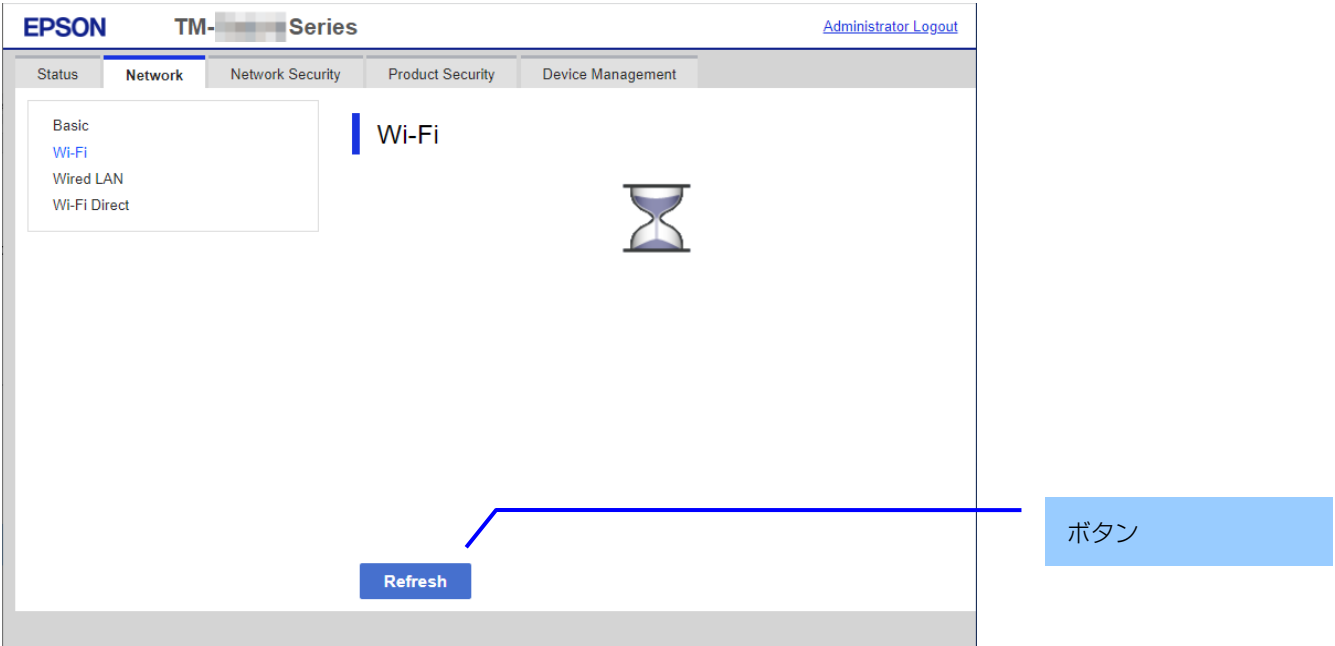 EPSON TM- Series Administrator Logout
Status Network Network Security Product Security Device Management
Basic
Wi-Fi
Wi-Fi
Wired LAN
Wi-Fi Direct
ボタン
Refresh